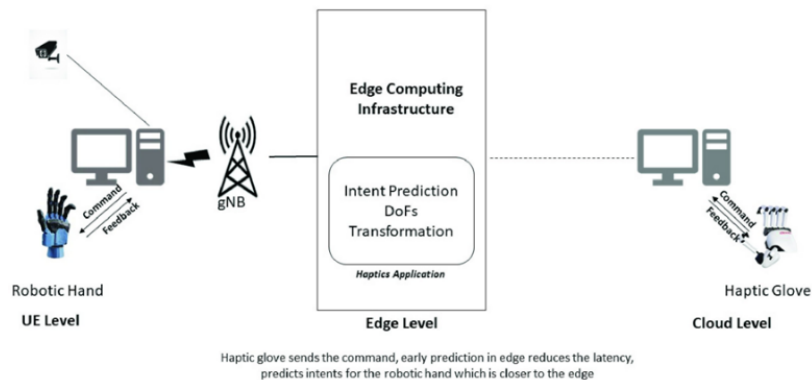 Edge Computing
Infrastructure
Intent Prediction
DoFs
Transformation
Haptics Application
gNB
Command
Feedback
Command
Feedback
Robotic Hand
Haptic Glove
UE Level
Edge Level
Cloud Level
Haptic glove sends the command, early prediction in edge reduces the latency,
predicts intents for the robotic hand which is closer to the edge